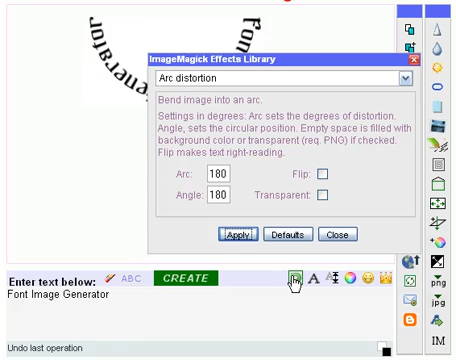 font
generator
ImageMagick Effects Library
Arc distortion
Bend image into an arc.
Settings in degrees: Arc sets the degrees of distortion.
Angle, sets the circular position. Empty space is filled with
background color or transparent (req. PNG) if checked.
Flip makes text right-reading.
Arc: 180 Flip:
Angle: 180 Transparent:
Apply Defaults Close
Enter text below: ABC CREATE
Font Image Generator
Undo last operation
png
jpg
IM